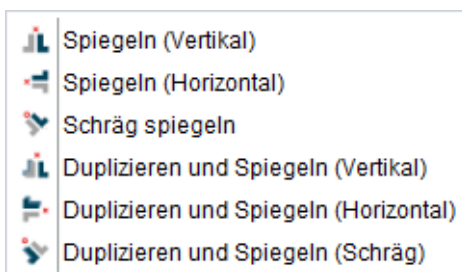 Spiegeln (Vertikal)
Spiegeln (Horizontal)
Schräg spiegeln
Duplizieren und Spiegeln (Vertikal)
Duplizieren und Spiegeln (Horizontal)
Duplizieren und Spiegeln (Schräg)